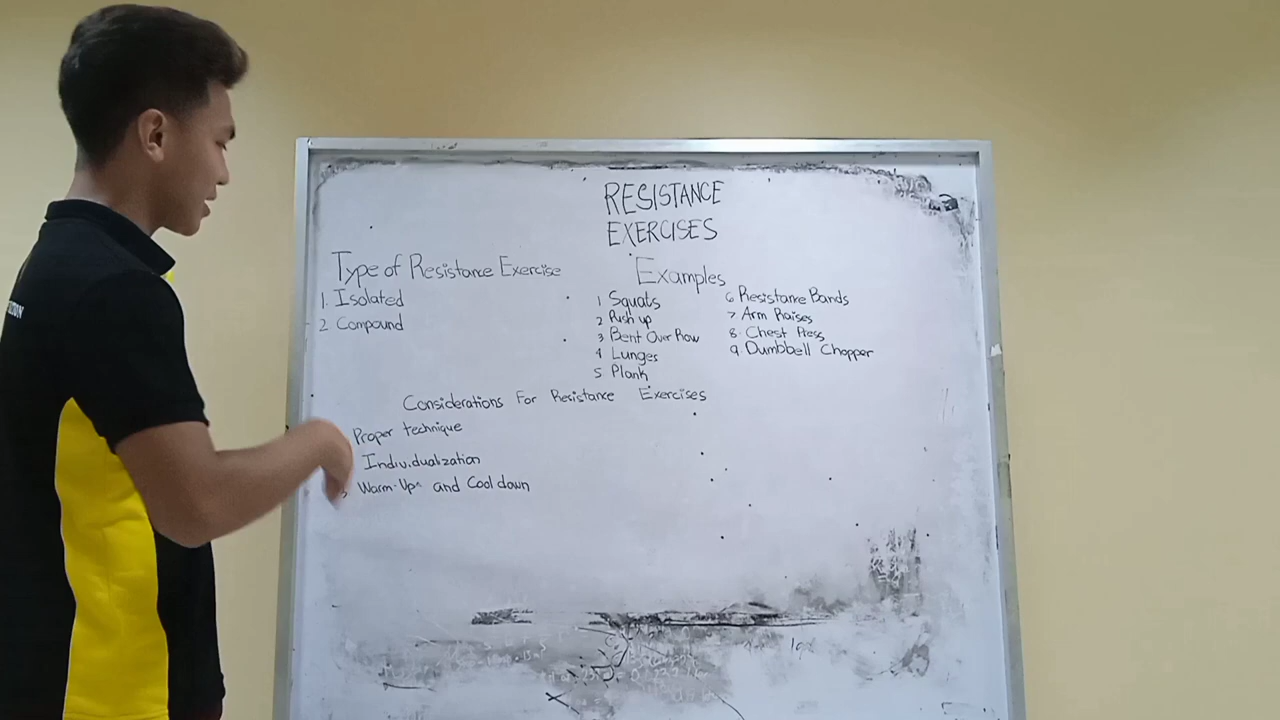 RESISTANCE
EXERCISES
Type of Resistance Exercise
1. Isolated
2 Compound
Examples
1 Squats
2 Push up
3 Bent Over Row
4 Lunges
5 Plank
6 Resistance Bands
7 Arm Raises
8 Chest Press
9 Dumbbell Chopper
Considerations For Resistance Exercises
Proper technique
Individualization
3 Warm-Up and Cool down